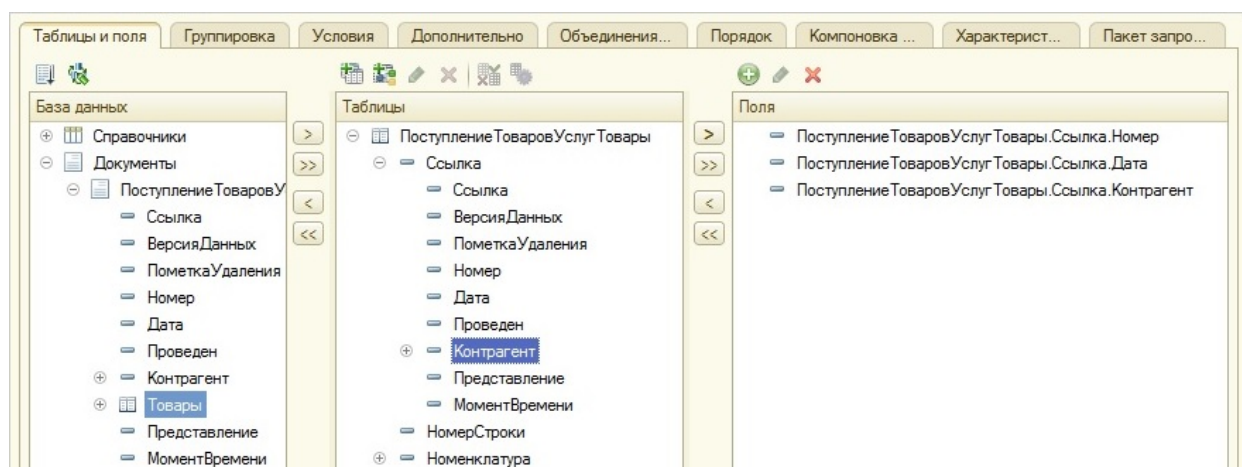 Таблицы и поля Группировка Условия Дополнительно Объединения... Порядок Компоновка ... Характерист... Пакет запро...
База данных Таблицы Поля
Справочники > ПоступлениеТоваровУслугТовары > ПоступлениеТоваровУслугТовары.Ссылка.Номер
Документы >> Ссылка >> ПоступлениеТоваровУслугТовары.Ссылка.Дата
ПоступлениеТоваровУ Ссылка ПоступлениеТоваровУслугТовары.Ссылка.Контрагент
Ссылка < ВерсияДанных <
ВерсияДанных << ПометкаУдаления <<
ПометкаУдаления Номер
Номер Дата
Дата Проведен
Проведен Контрагент
Контрагент Представление
Товары МоментВремени
Представление НомерСтроки
МоментВремени Номенклатура